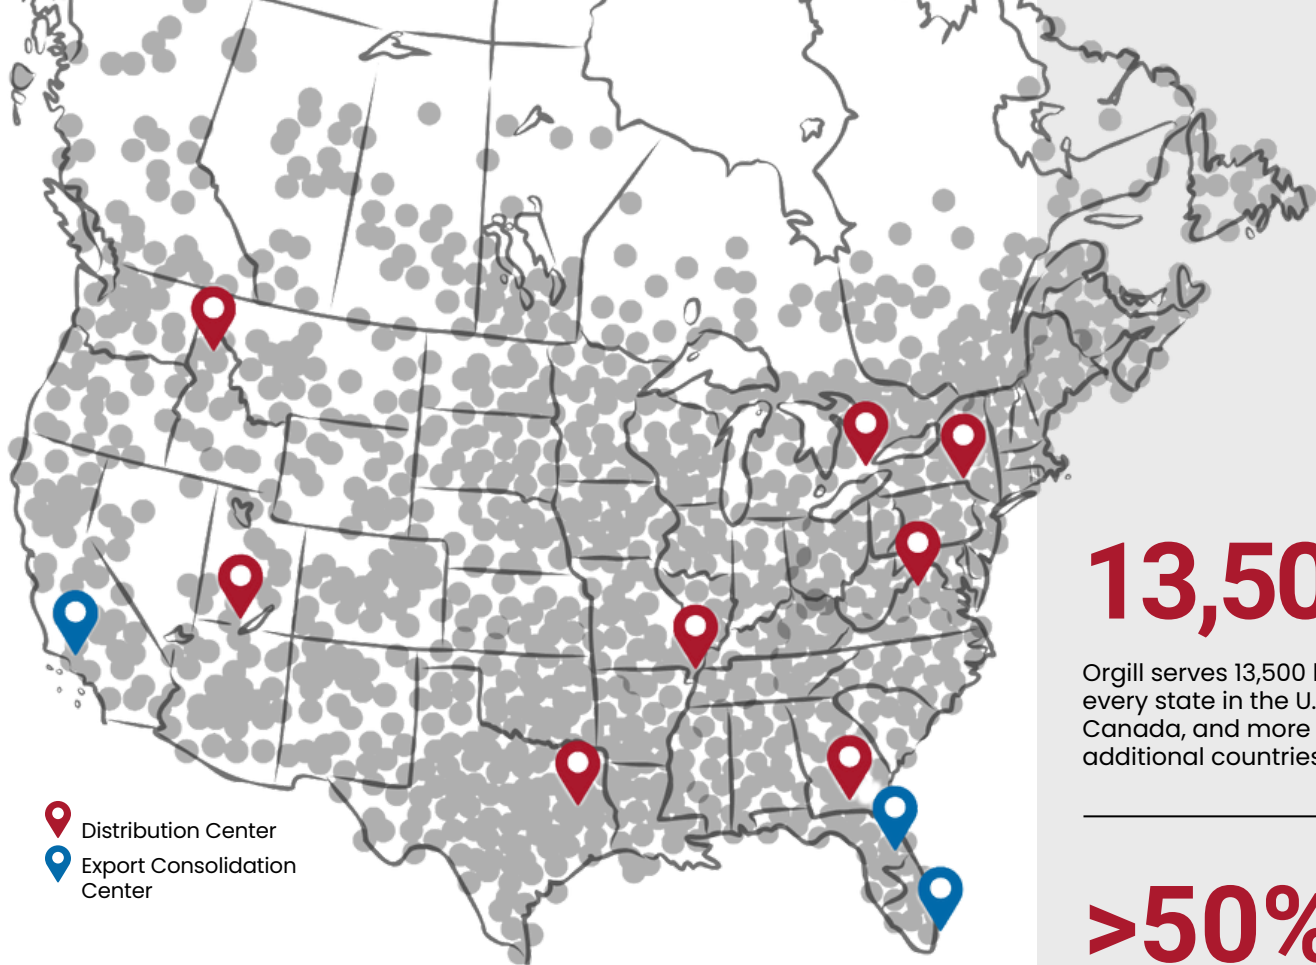 Distribution Center
Export Consolidation
Center
13,50
Orgill serves 13,500
every state in the U.
Canada, and more
additional countries
>50%